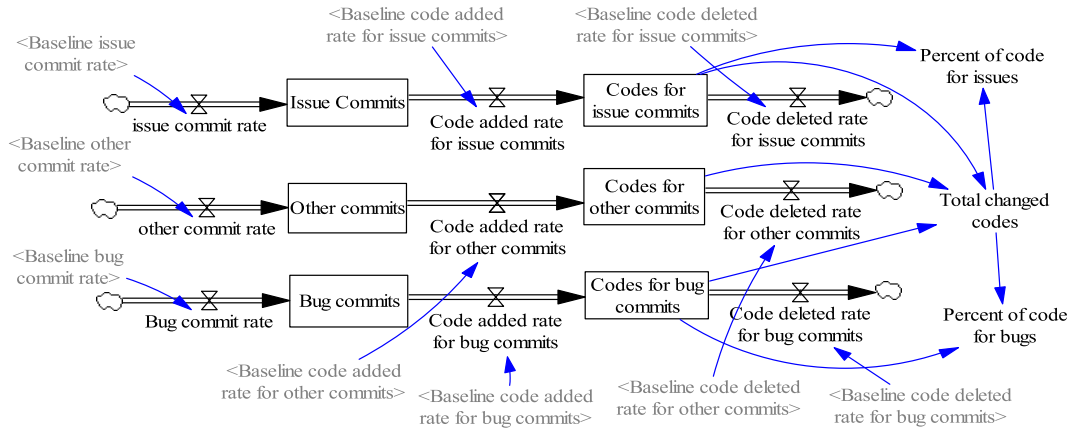 <Baseline issue
commit rate>
<Baseline code added
rate for issue commits>
<Baseline code deleted
rate for issue commits>
Percent of code
for issues
issue commit rate
Issue Commits
Code added rate
for issue commits
Codes for
issue commits
Code deleted rate
for issue commits
<Baseline other
commit rate>
other commit rate
Other commits
Code added rate
for other commits
Codes for
other commits
Code deleted rate
for other commits
Total changed
codes
<Baseline bug
commit rate>
Bug commit rate
Bug commits
Code added rate
for bug commits
Codes for bug
commits
Code deleted rate
for bug commits
Percent of code
for bugs
<Baseline code added
rate for other commits>
<Baseline code added
rate for bug commits>
<Baseline code deleted
rate for other commits>
<Baseline code deleted
rate for bug commits>